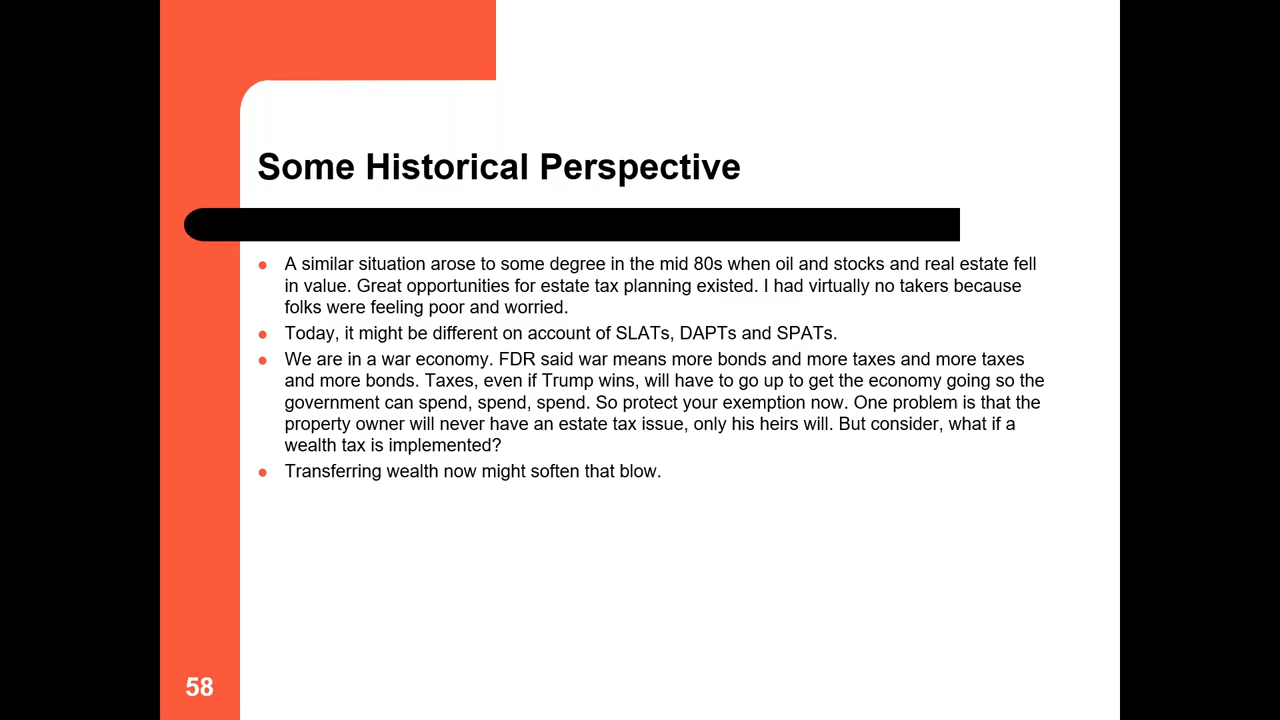 Some Historical Perspective
● A similar situation arose to some degree in the mid 80s when oil and stocks and real estate fell
in value. Great opportunities for estate tax planning existed. I had virtually no takers because
folks were feeling poor and worried.
● Today, it might be different on account of SLATs, DAPTs and SPATs.
● We are in a war economy. FDR said war means more bonds and more taxes and more taxes
and more bonds. Taxes, even if Trump wins, will have to go up to get the economy going so the
government can spend, spend, spend. So protect your exemption now. One problem is that the
property owner will never have an estate tax issue, only his heirs will. But consider, what if a
wealth tax is implemented?
● Transferring wealth now might soften that blow.
58